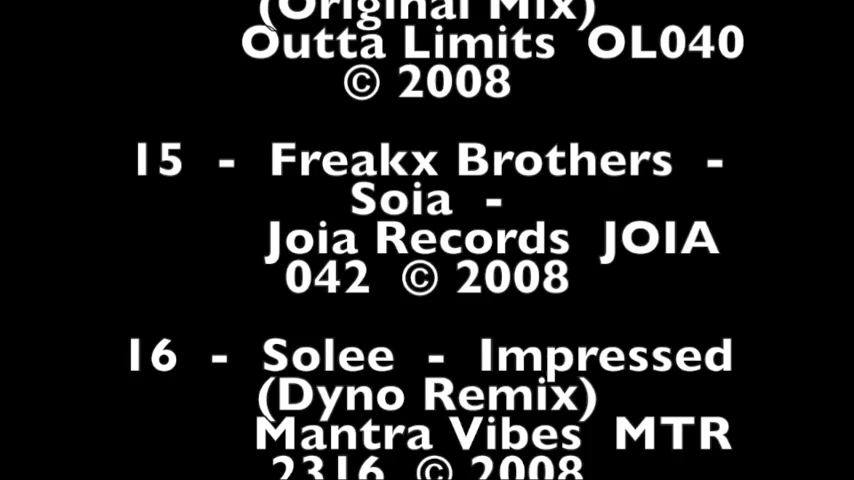 (Original Mix)
Outta Limits OL040
© 2008
15 - Freakx Brothers -
Soia -
Joia Records JOIA
042 © 2008
16 - Solee - Impressed
(Dyno Remix)
Mantra Vibes MTR
2316 © 2008